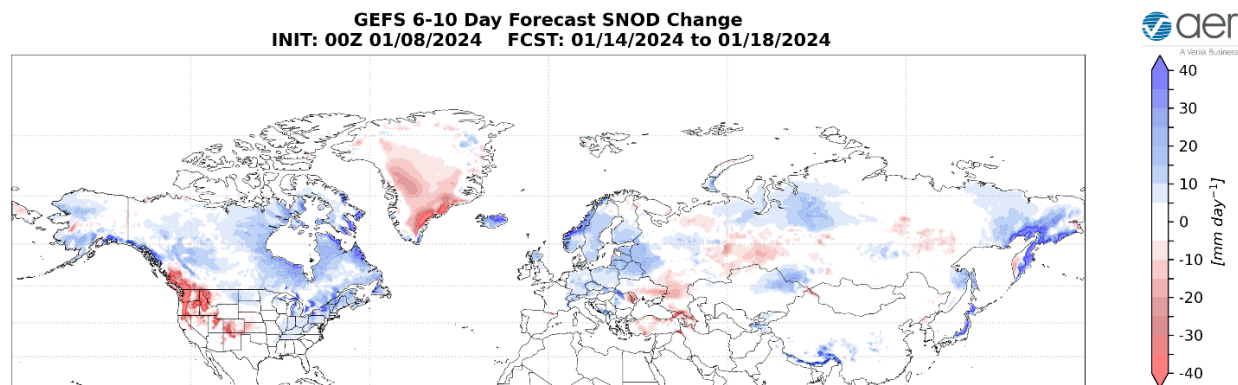 GEFS 6-10 Day Forecast SNOD Change
INIT: 00Z 01/08/2024 FCST: 01/14/2024 to 01/18/2024
aer
A Verisk Business
40
30
20
10
0
-10
-20
-30
-40
[mm day⁻¹]